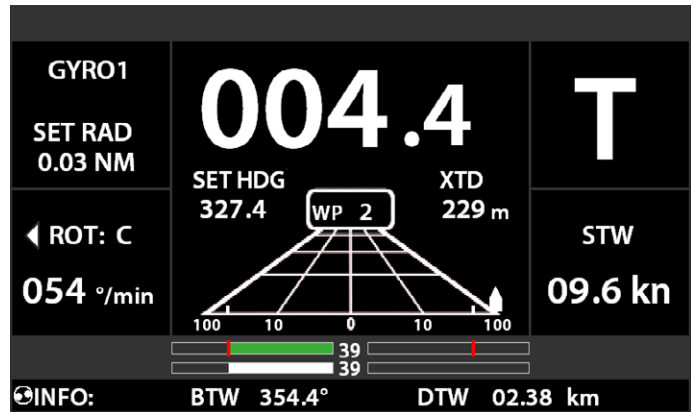 GYRO1
SET RAD
0.03 NM
ROT: C
054 °/min
004.4
SET HDG
327.4
XTD
229 m
WP 2
100 10 0 10 100
39
39
T
STW
09.6 kn
INFO: BTW 354.4° DTW 02.38 km